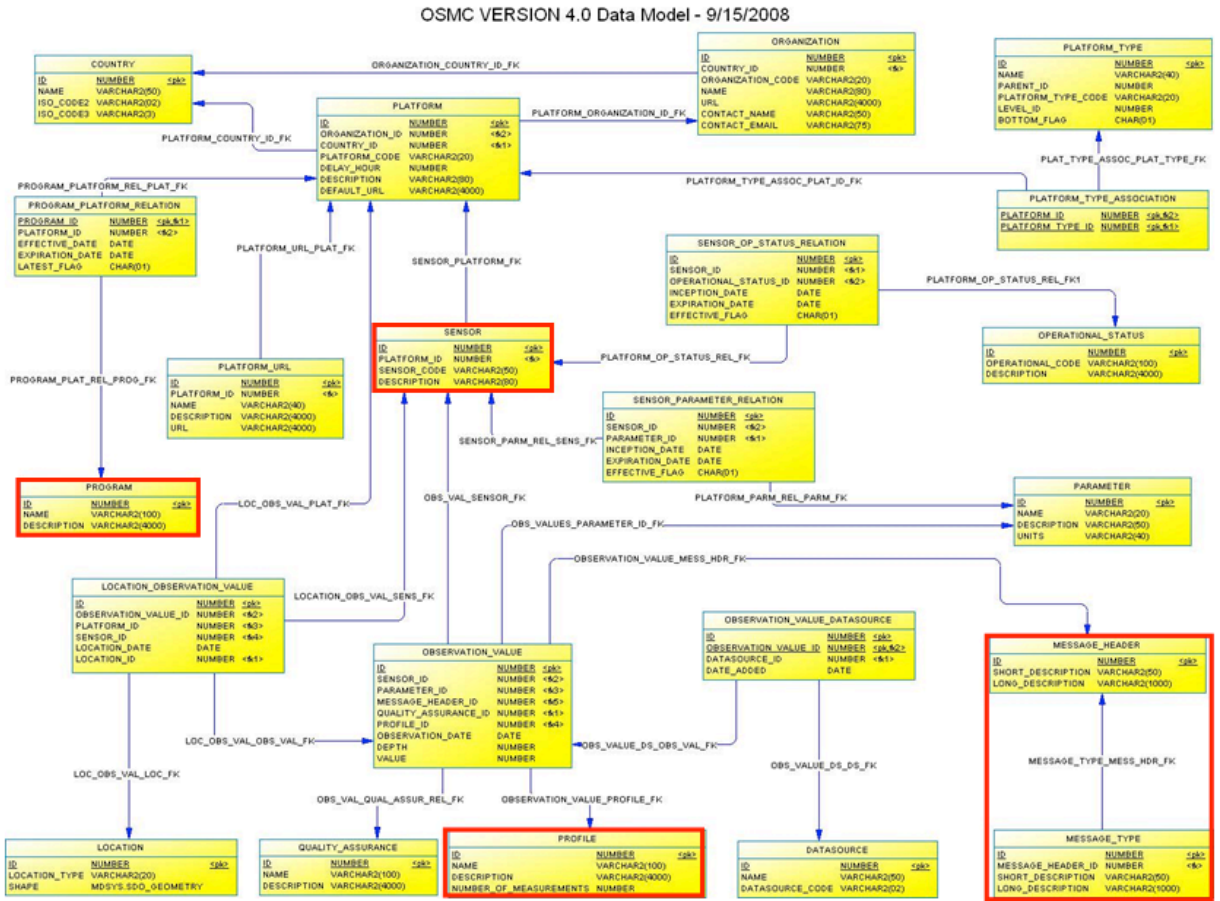 OSMC VERSION 4.0 Data Model - 9/15/2008
COUNTRY
ID NUMBER <pk>
NAME VARCHAR2(50)
ISO_CODE2 VARCHAR2(02)
ISO_CODE3 VARCHAR2(3)
ORGANIZATION_COUNTRY_ID_FK
ORGANIZATION
ID NUMBER <pk>
COUNTRY_ID NUMBER <fk>
ORGANIZATION_CODE VARCHAR2(20)
NAME VARCHAR2(80)
URL VARCHAR2(4000)
CONTACT_NAME VARCHAR2(50)
CONTACT_EMAIL VARCHAR2(75)
PLATFORM_TYPE
ID NUMBER <pk>
NAME VARCHAR2(40)
PARENT_ID NUMBER
PLATFORM_TYPE_CODE VARCHAR2(20)
LEVEL_ID NUMBER
BOTTOM_FLAG CHAR(01)
PLATFORM
ID NUMBER <pk>
ORGANIZATION_ID NUMBER <fk2>
COUNTRY_ID NUMBER <fk1>
PLATFORM_CODE VARCHAR2(20)
DELAY_HOUR NUMBER
DESCRIPTION VARCHAR2(80)
DEFAULT_URL VARCHAR2(4000)
PLATFORM_ORGANIZATION_ID_FK
PLATFORM_COUNTRY_ID_FK
PLAT_TYPE_ASSOC_PLAT_TYPE_FK
PLATFORM_TYPE_ASSOC_PLAT_ID_FK
PROGRAM_PLATFORM_REL_PLAT_FK
PROGRAM_PLATFORM_RELATION
PROGRAM_ID NUMBER <pk,fk1>
PLATFORM_ID NUMBER <fk2>
EFFECTIVE_DATE DATE
EXPIRATION_DATE DATE
LATEST_FLAG CHAR(01)
PLATFORM_TYPE_ASSOCIATION
PLATFORM_ID NUMBER <pk,fk2>
PLATFORM_TYPE_ID NUMBER <pk,fk1>
PLATFORM_URL_PLAT_FK
SENSOR_PLATFORM_FK
SENSOR_OP_STATUS_RELATION
ID NUMBER <pk>
SENSOR_ID NUMBER <fk1>
OPERATIONAL_STATUS_ID NUMBER <fk2>
INCEPTION_DATE DATE
EXPIRATION_DATE DATE
EFFECTIVE_FLAG CHAR(01)
PLATFORM_OP_STATUS_REL_FK1
SENSOR
ID NUMBER <pk>
PLATFORM_ID NUMBER <fk>
SENSOR_CODE VARCHAR2(50)
DESCRIPTION VARCHAR2(80)
OPERATIONAL_STATUS
ID NUMBER <pk>
OPERATIONAL_CODE VARCHAR2(100)
DESCRIPTION VARCHAR2(4000)
PLATFORM_OP_STATUS_REL_FK
PROGRAM_PLAT_REL_PROG_FK
PLATFORM_URL
ID NUMBER <pk>
PLATFORM_ID NUMBER <fk>
NAME VARCHAR2(40)
DESCRIPTION VARCHAR2(4000)
URL VARCHAR2(4000)
SENSOR_PARAMETER_RELATION
ID NUMBER <pk>
SENSOR_ID NUMBER <fk2>
PARAMETER_ID NUMBER <fk1>
INCEPTION_DATE DATE
EXPIRATION_DATE DATE
EFFECTIVE_FLAG CHAR(01)
SENSOR_PARM_REL_SENS_FK
PROGRAM
ID NUMBER <pk>
NAME VARCHAR2(100)
DESCRIPTION VARCHAR2(4000)
LOC_OBS_VAL_PLAT_FK
OBS_VAL_SENSOR_FK
PLATFORM_PARM_REL_PARM_FK
PARAMETER
ID NUMBER <pk>
NAME VARCHAR2(20)
DESCRIPTION VARCHAR2(50)
UNITS VARCHAR2(40)
OBS_VALUES_PARAMETER_ID_FK
OBSERVATION_VALUE_MESS_HDR_FK
LOCATION_OBSERVATION_VALUE
ID NUMBER <pk>
OBSERVATION_VALUE_ID NUMBER <fk2>
PLATFORM_ID NUMBER <fk3>
SENSOR_ID NUMBER <fk4>
LOCATION_DATE DATE
LOCATION_ID NUMBER <fk1>
LOCATION_OBS_VAL_SENS_FK
OBSERVATION_VALUE_DATASOURCE
ID NUMBER <pk>
OBSERVATION_VALUE_ID NUMBER <pk,fk2>
DATASOURCE_ID NUMBER <fk1>
DATE_ADDED DATE
OBSERVATION_VALUE
ID NUMBER <pk>
SENSOR_ID NUMBER <fk2>
PARAMETER_ID NUMBER <fk3>
MESSAGE_HEADER_ID NUMBER <fk5>
QUALITY_ASSURANCE_ID NUMBER <fk1>
PROFILE_ID NUMBER <fk4>
OBSERVATION_DATE DATE
DEPTH NUMBER
VALUE NUMBER
MESSAGE_HEADER
ID NUMBER <pk>
SHORT_DESCRIPTION VARCHAR2(50)
LONG_DESCRIPTION VARCHAR2(1000)
LOC_OBS_VAL_OBS_VAL_FK
OBS_VALUE_DS_OBS_VAL_FK
OBS_VALUE_DS_DS_FK
MESSAGE_TYPE_MESS_HDR_FK
LOC_OBS_VAL_LOC_FK
OBS_VAL_QUAL_ASSUR_REL_FK
OBSERVATION_VALUE_PROFILE_FK
LOCATION
ID NUMBER <pk>
LOCATION_TYPE VARCHAR2(20)
SHAPE MDSYS.SDO_GEOMETRY
QUALITY_ASSURANCE
ID NUMBER <pk>
NAME VARCHAR2(100)
DESCRIPTION VARCHAR2(4000)
PROFILE
ID NUMBER <pk>
NAME VARCHAR2(100)
DESCRIPTION VARCHAR2(4000)
NUMBER_OF_MEASUREMENTS NUMBER
DATASOURCE
ID NUMBER <pk>
NAME VARCHAR2(50)
DATASOURCE_CODE VARCHAR2(02)
MESSAGE_TYPE
ID NUMBER <pk>
MESSAGE_HEADER_ID NUMBER <fk>
SHORT_DESCRIPTION VARCHAR2(50)
LONG_DESCRIPTION VARCHAR2(1000)